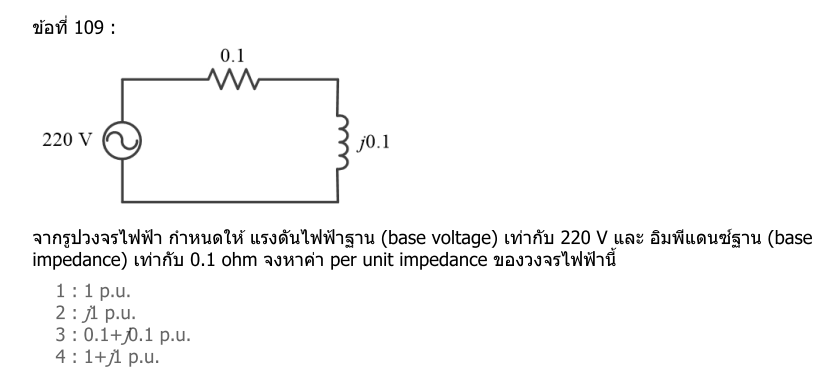 ข้อที่ 109 :
0.1
220 V
j0.1
จากรูปวงจรไฟฟ้า กำหนดให้ แรงดันไฟฟ้าฐาน (base voltage) เท่ากับ 220 V และ อิมพีแดนซ์ฐาน (base
impedance) เท่ากับ 0.1 ohm จงหาค่า per unit impedance ของวงจรไฟฟ้านี้
1 : 1 p.u.
2 : j1 p.u.
3 : 0.1+j0.1 p.u.
4 : 1+j1 p.u.